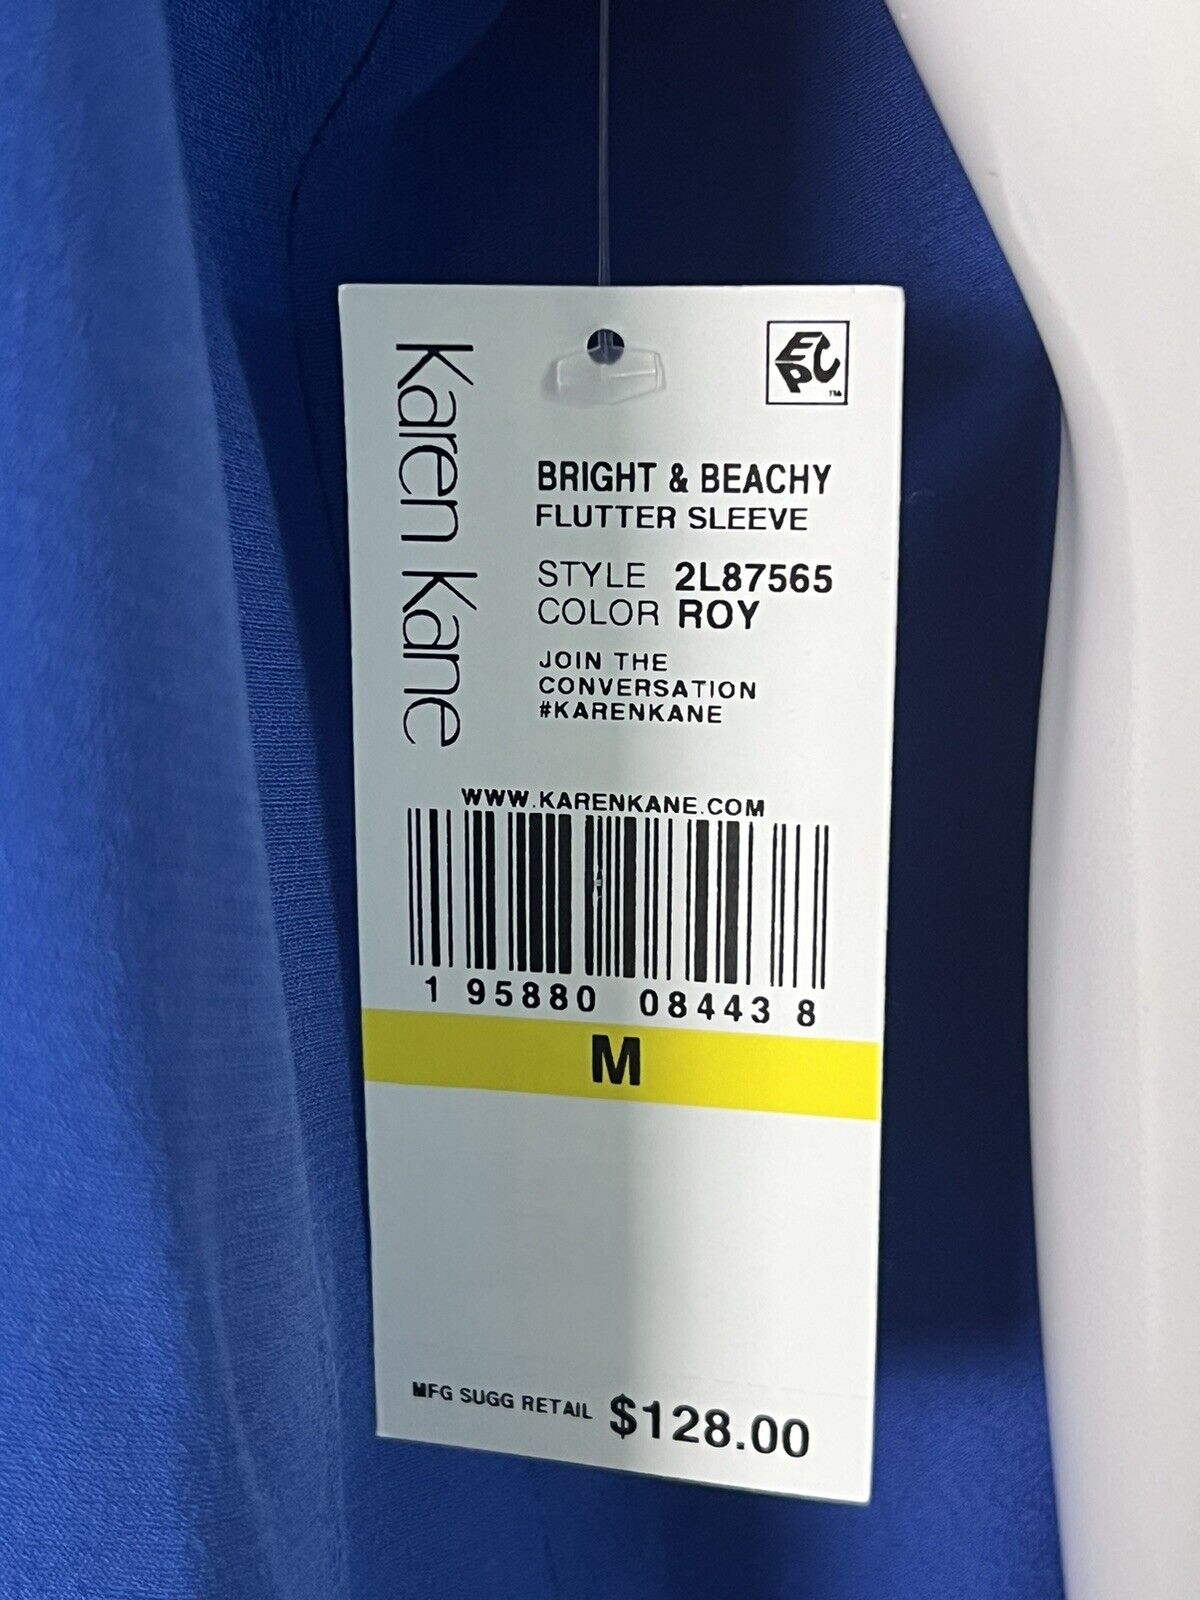 Karen Kane
EPC
™
BRIGHT & BEACHY
FLUTTER SLEEVE
STYLE 2L87565
COLOR ROY
JOIN THE
CONVERSATION
#KARENKANE
WWW.KARENKANE.COM
1 95880 08443 8
M
MFG SUGG RETAIL $128.00